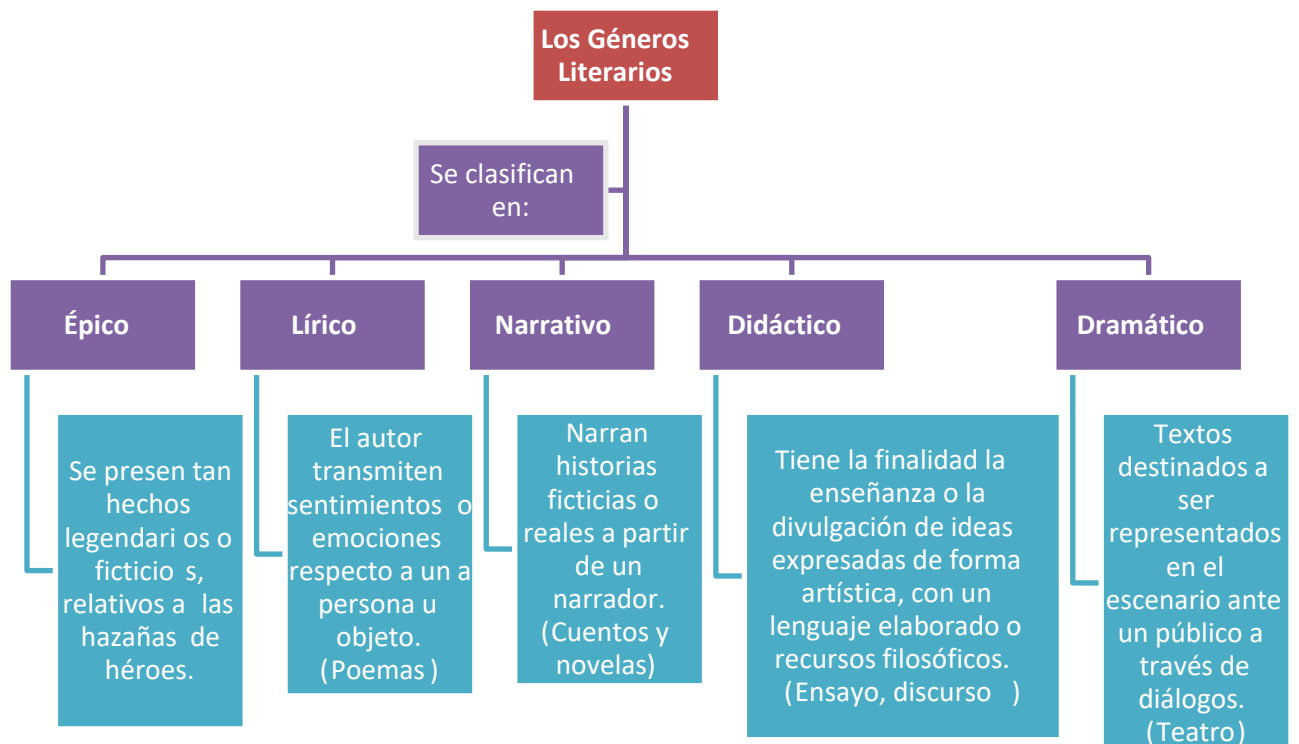 Los Géneros
Literarios
Se clasifican
en:
Épico
Lírico
Narrativo
Didáctico
Dramático
Se presen tan
hechos
legendari os o
ficticio s,
relativos a las
hazañas de
héroes.
El autor
transmiten
sentimientos o
emociones
respecto a un a
persona u
objeto.
(Poemas )
Narran
historias
ficticias o
reales a partir
de un
narrador.
(Cuentos y
novelas)
Tiene la finalidad la
enseñanza o la
divulgación de ideas
expresadas de forma
artística, con un
lenguaje elaborado o
recursos filosóficos.
(Ensayo, discurso )
Textos
destinados a
ser
representados
en el
escenario ante
un público a
través de
diálogos.
(Teatro)